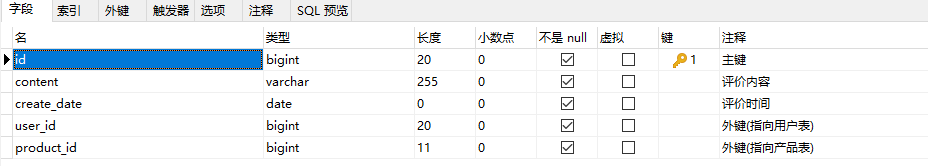 字段 索引 外键 触发器 选项 注释 SQL 预览
名 类型 长度 小数点 不是 null 虚拟 键 注释
id bigint 20 0 1 主键
content varchar 255 0 评价内容
create_date date 0 0 评价时间
user_id bigint 20 0 外键(指向用户表)
product_id bigint 11 0 外键(指向产品表)